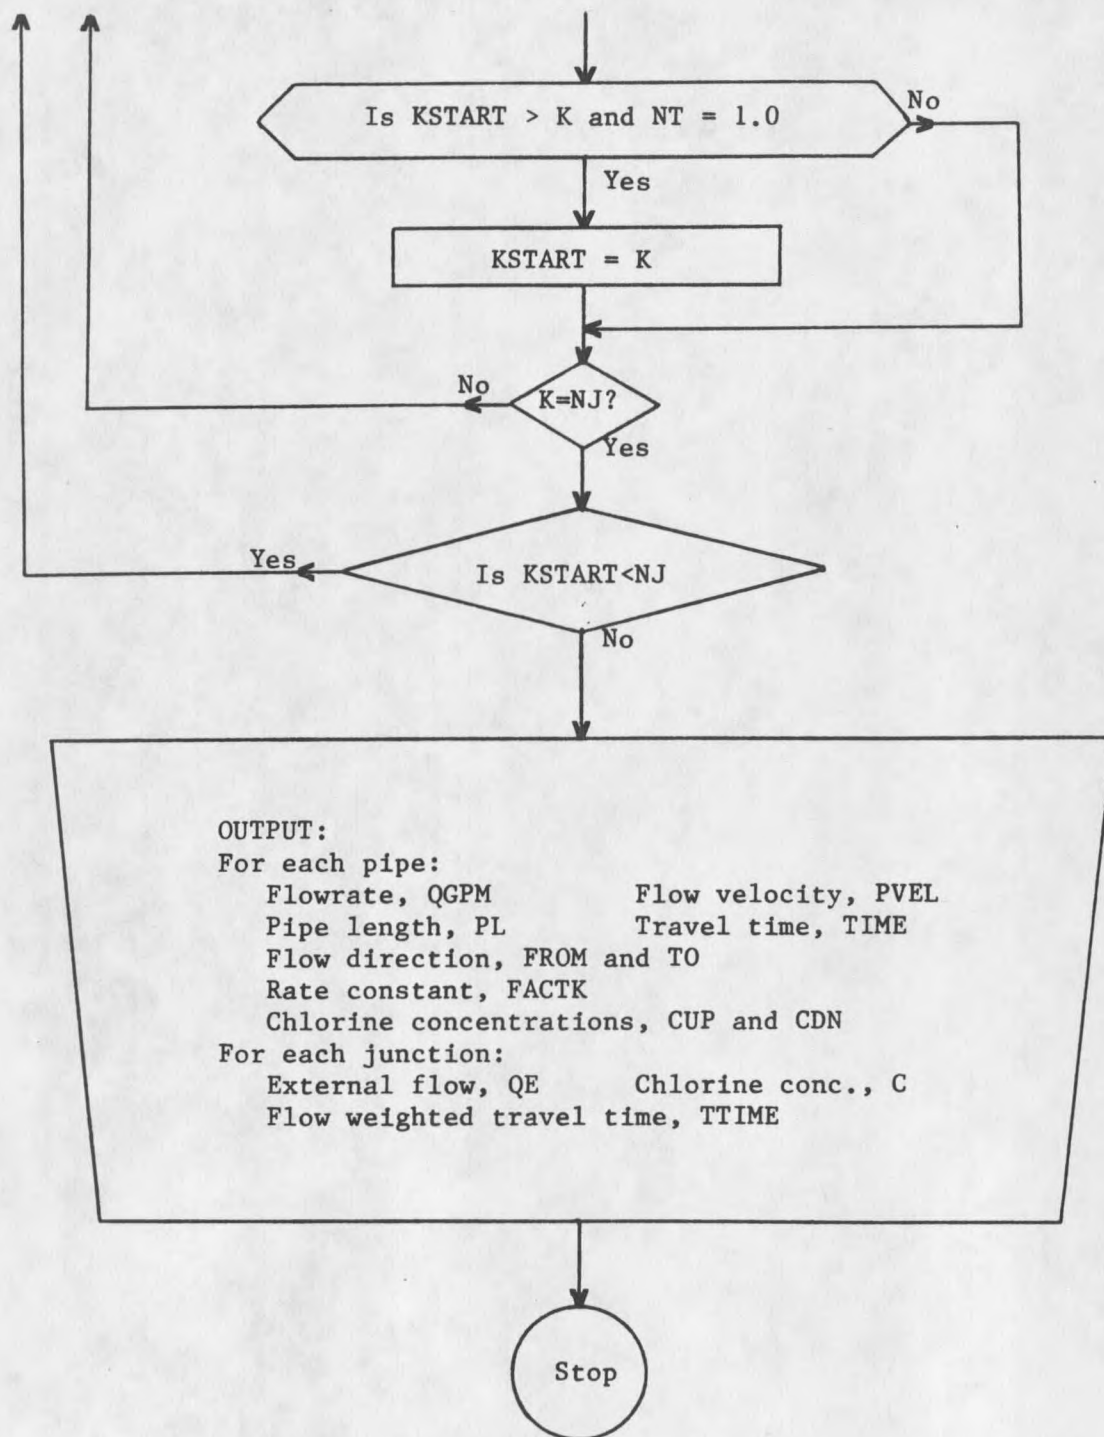 Is KSTART > K and NT = 1.0
No
Yes
KSTART = K
No
K=NJ?
Yes
Yes
Is KSTART<NJ
No
OUTPUT:
For each pipe:
Flowrate, QGPM Flow velocity, PVEL
Pipe length, PL Travel time, TIME
Flow direction, FROM and TO
Rate constant, FACTK
Chlorine concentrations, CUP and CDN
For each junction:
External flow, QE Chlorine conc., C
Flow weighted travel time, TTIME
Stop